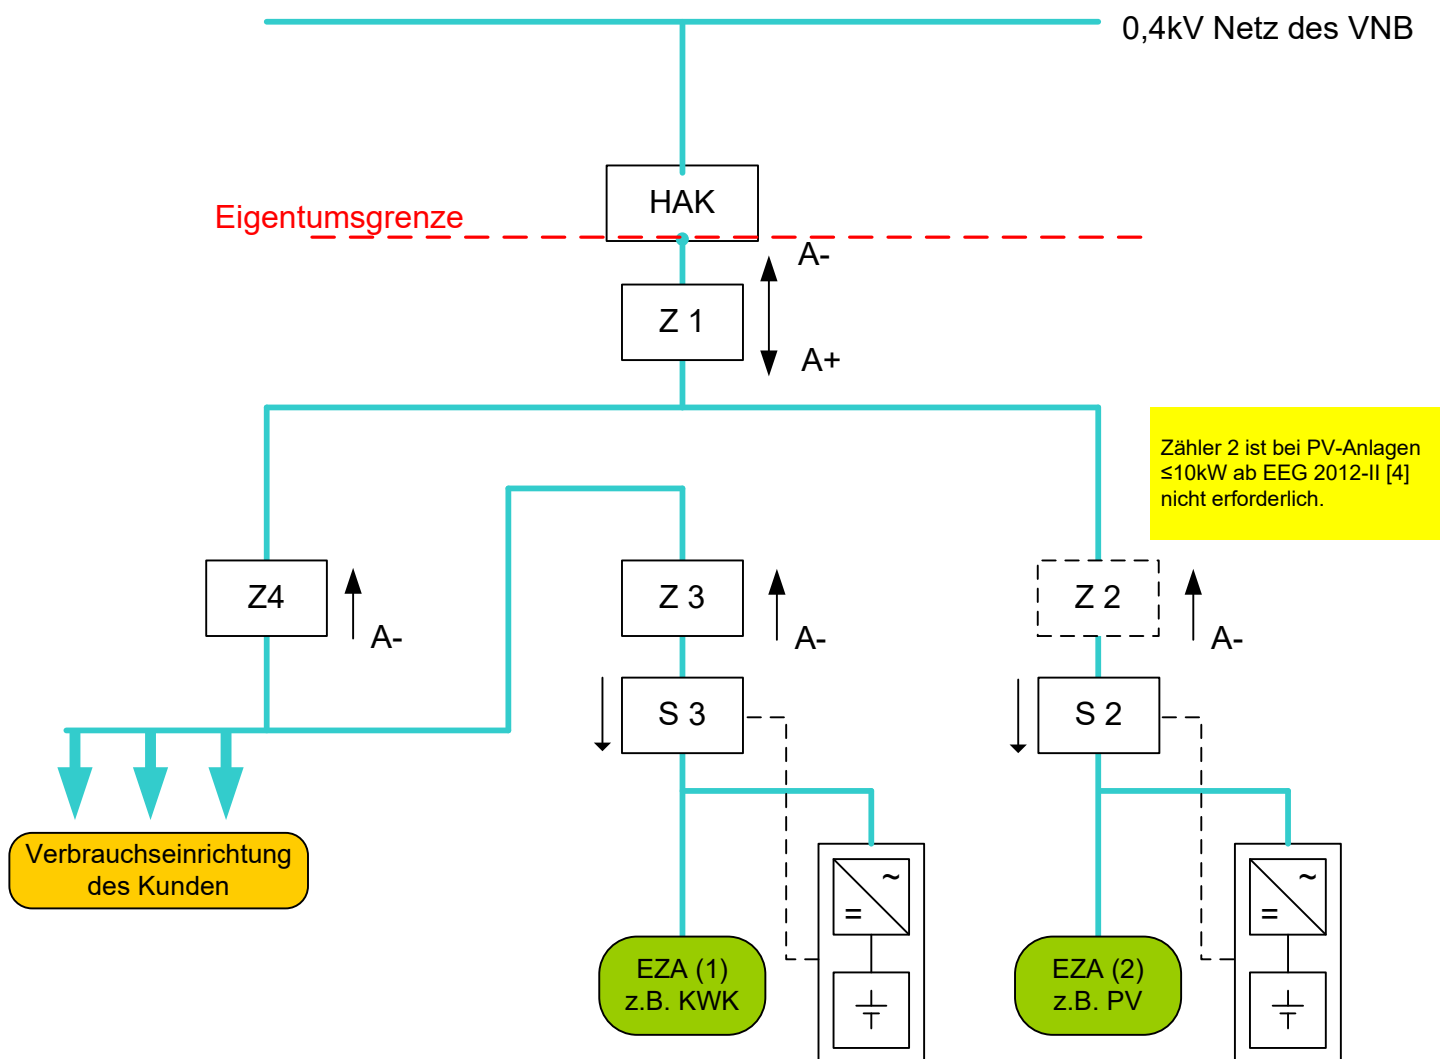 0,4kV Netz des VNB
HAK
Eigentumsgrenze
A-
Z 1
A+
Zähler 2 ist bei PV-Anlagen
≤10kW ab EEG 2012-II [4]
nicht erforderlich.
Z4
A-
Z 3
A-
Z 2
A-
S 3
S 2
Verbrauchseinrichtung
des Kunden
~
=
~
=
EZA (1)
z.B. KWK
EZA (2)
z.B. PV